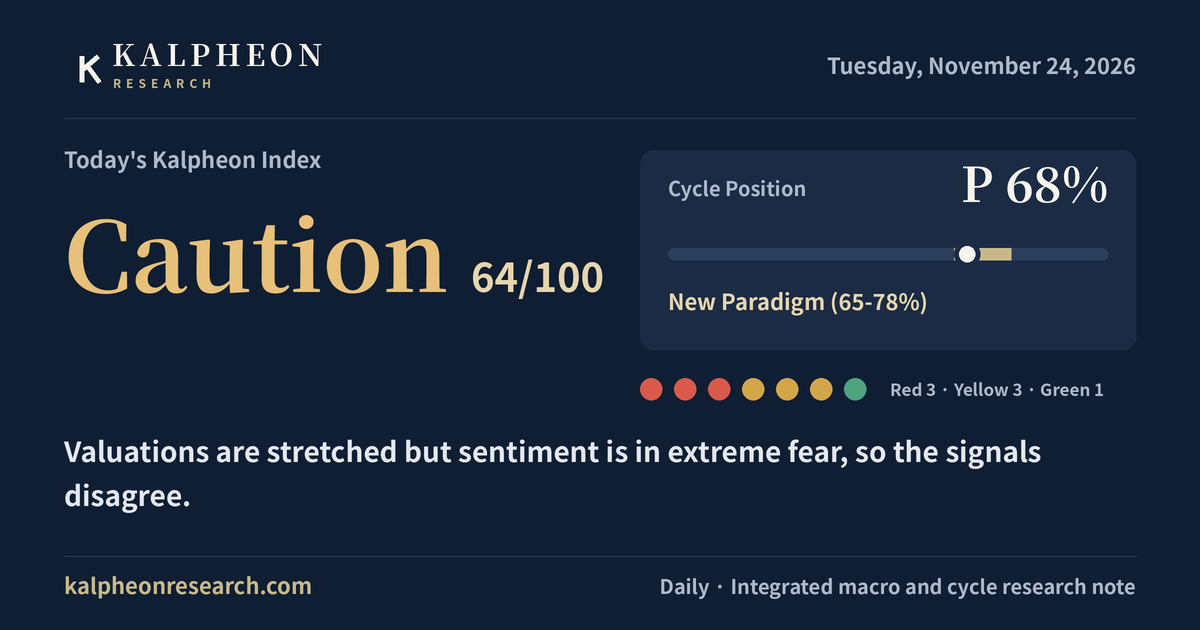 K KALPHEON
RESEARCH
Tuesday, November 24, 2026
Today's Kalpheon Index
Caution 64/100
Cycle Position
P 68%
New Paradigm (65-78%)
Red 3 · Yellow 3 · Green 1
Valuations are stretched but sentiment is in extreme fear, so the signals
disagree.
kalpheonresearch.com
Daily · Integrated macro and cycle research note